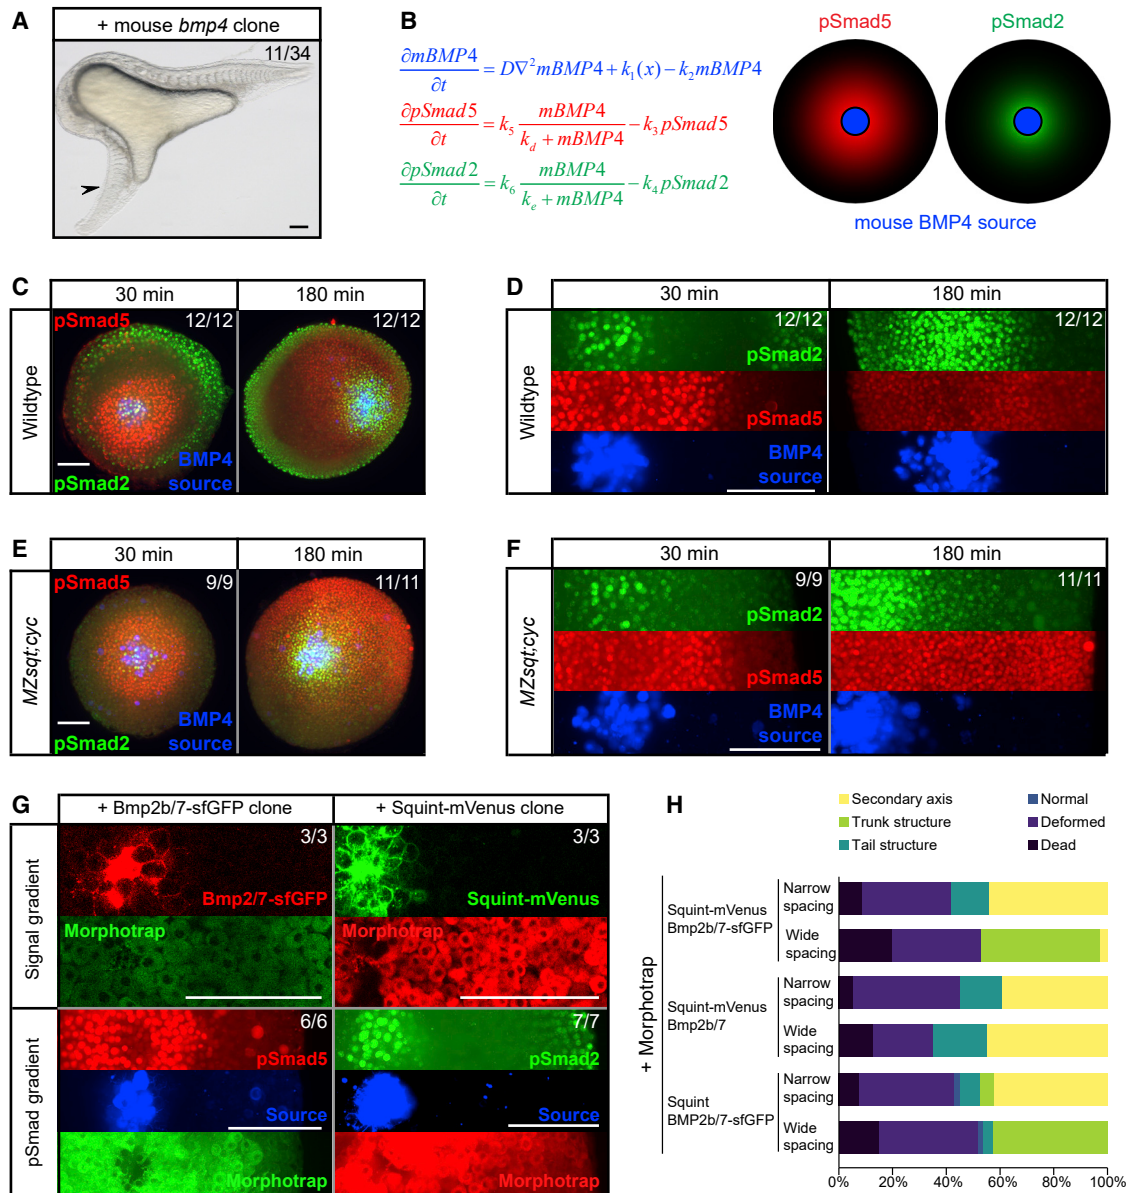 A
+ mouse bmp4 clone
11/34
B
∂mBMP4/∂t = D∇²mBMP4 + k₁(x) − k₂mBMP4
∂pSmad5/∂t = k₅ mBMP4/(k_d + mBMP4) − k₃pSmad5
∂pSmad2/∂t = k₆ mBMP4/(k_e + mBMP4) − k₄pSmad2
pSmad5
pSmad2
mouse BMP4 source
C
30 min
180 min
Wildtype
pSmad5
12/12
12/12
BMP4
source
pSmad2
D
30 min
180 min
Wildtype
12/12
12/12
pSmad2
pSmad5
BMP4
source
E
30 min
180 min
MZsqt;cyc
pSmad5
9/9
11/11
BMP4
source
pSmad2
F
30 min
180 min
MZsqt;cyc
9/9
11/11
pSmad2
pSmad5
BMP4
source
G
+ Bmp2b/7-sfGFP clone
+ Squint-mVenus clone
Signal gradient
3/3
3/3
Bmp2/7-sfGFP
Squint-mVenus
Morphotrap
Morphotrap
pSmad gradient
6/6
7/7
pSmad5
pSmad2
Source
Source
Morphotrap
Morphotrap
H
Secondary axis
Normal
Trunk structure
Deformed
Tail structure
Dead
+ Morphotrap
Squint-mVenus
Bmp2b/7-sfGFP
Narrow
spacing
Wide
spacing
Squint-mVenus
Bmp2b/7
Narrow
spacing
Wide
spacing
Squint
BMP2b/7-sfGFP
Narrow
spacing
Wide
spacing
0%
20%
40%
60%
80%
100%